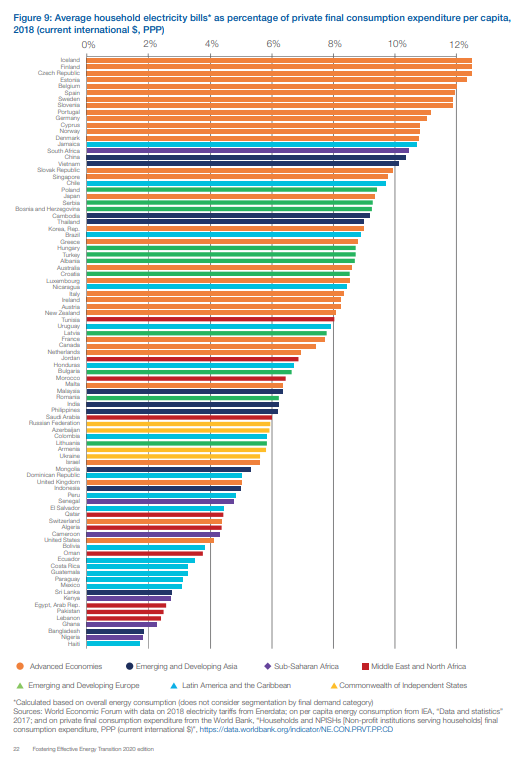 Figure 9: Average household electricity bills* as percentage of private final consumption expenditure per capita,
2018 (current international $, PPP)
0% 2% 4% 6% 8% 10% 12%
Iceland
Finland
Czech Republic
Estonia
Belgium
Spain
Sweden
Slovenia
Portugal
Germany
Cyprus
Norway
Denmark
Jamaica
South Africa
China
Vietnam
Slovak Republic
Singapore
Chile
Poland
Japan
Serbia
Bosnia and Herzegovina
Cambodia
Thailand
Korea, Rep.
Brazil
Greece
Hungary
Turkey
Albania
Australia
Croatia
Luxembourg
Nicaragua
Italy
Ireland
Austria
New Zealand
Tunisia
Uruguay
Latvia
France
Canada
Netherlands
Jordan
Honduras
Bulgaria
Morocco
Malta
Malaysia
Romania
India
Philippines
Saudi Arabia
Russian Federation
Azerbaijan
Colombia
Lithuania
Armenia
Ukraine
Israel
Mongolia
Dominican Republic
United Kingdom
Indonesia
Peru
Senegal
El Salvador
Qatar
Switzerland
Algeria
Cameroon
United States
Bolivia
Oman
Ecuador
Costa Rica
Guatemala
Paraguay
Mexico
Sri Lanka
Kenya
Egypt, Arab Rep.
Pakistan
Lebanon
Ghana
Bangladesh
Nigeria
Haiti
Advanced Economies Emerging and Developing Asia Sub-Saharan Africa Middle East and North Africa
Emerging and Developing Europe Latin America and the Caribbean Commonwealth of Independent States
*Calculated based on overall energy consumption (does not consider segmentation by final demand category)
Sources: World Economic Forum with data on 2018 electricity tariffs from Enerdata; on per capita energy consumption from IEA, “Data and statistics”
2017; and on private final consumption expenditure from the World Bank, “Households and NPISHs [Non-profit institutions serving households] final
consumption expenditure, PPP (current international $)”, https://data.worldbank.org/indicator/NE.CON.PRVT.PP.CD
22 Fostering Effective Energy Transition 2020 edition